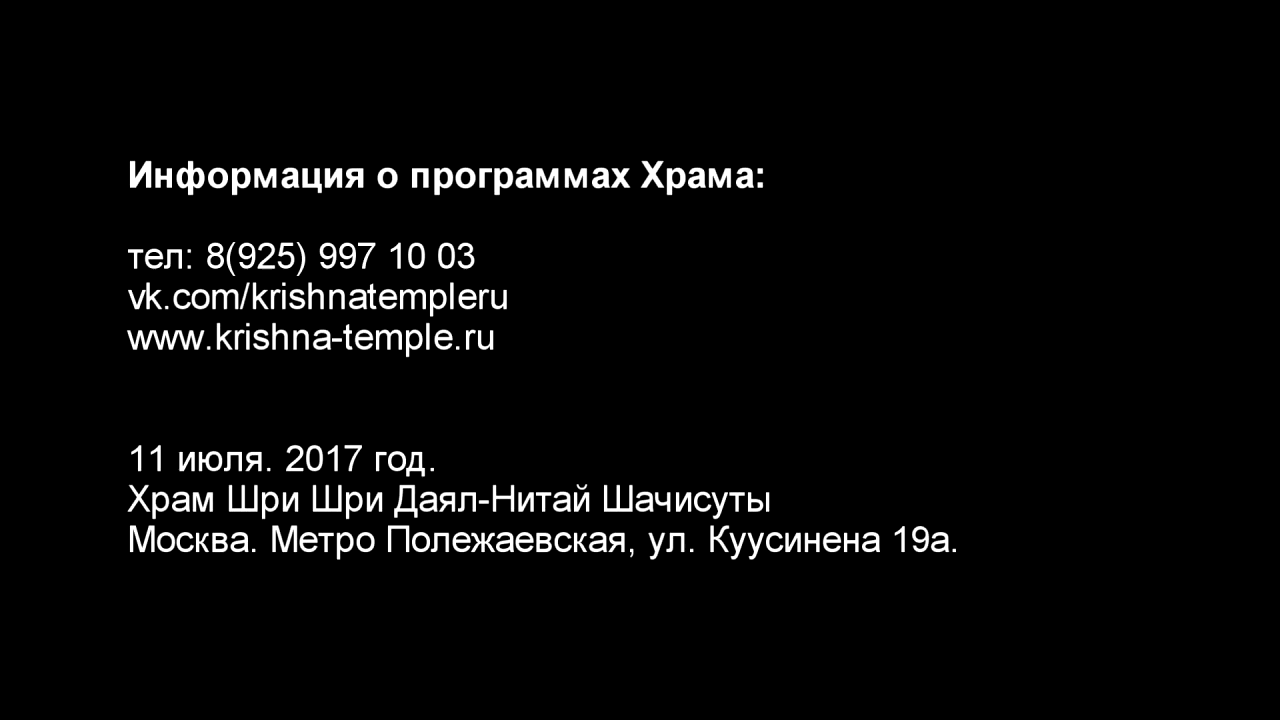 Информация о программах Храма:
тел: 8(925) 997 10 03
vk.com/krishnatempleru
www.krishna-temple.ru
11 июля. 2017 год.
Храм Шри Шри Даял-Нитай Шачисуты
Москва. Метро Полежаевская, ул. Куусинена 19а.